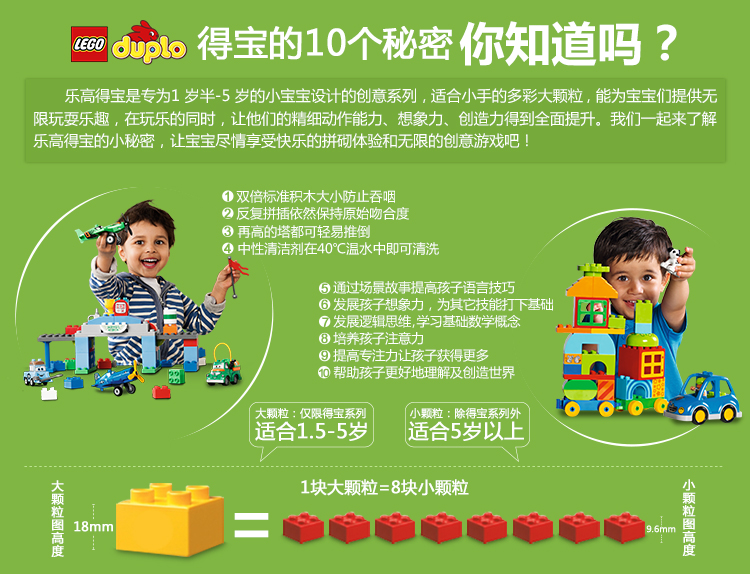 LEGO duplo 得宝的10个秘密 你知道吗？
乐高得宝是专为1 岁半-5 岁的小宝宝设计的创意系列，适合小手的多彩大颗粒，能为宝宝们提供无
限玩耍乐趣，在玩乐的同时，让他们的精细动作能力、想象力、创造力得到全面提升。我们一起来了解
乐高得宝的小秘密，让宝宝尽情享受快乐的拼砌体验和无限的创意游戏吧！
❶ 双倍标准积木大小防止吞咽
❷ 反复拼插依然保持原始吻合度
❸ 再高的塔都可轻易推倒
❹ 中性清洁剂在40℃温水中即可清洗
❺ 通过场景故事提高孩子语言技巧
❻ 发展孩子想象力，为其它技能打下基础
❼ 发展逻辑思维,学习基础数学概念
❽ 培养孩子注意力
❾ 提高专注力让孩子获得更多
❿ 帮助孩子更好地理解及创造世界
大颗粒：仅限得宝系列
适合1.5-5岁
小颗粒：除得宝系列外
适合5岁以上
1块大颗粒=8块小颗粒
大颗粒图高度
18mm
=
9.6mm
小颗粒图高度